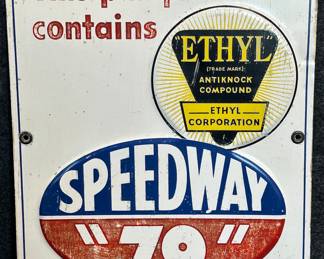 contains
"ETHYL"
(TRADE MARK)
ANTIKNOCK
COMPOUND
ETHYL
CORPORATION
SPEEDWAY
"79"